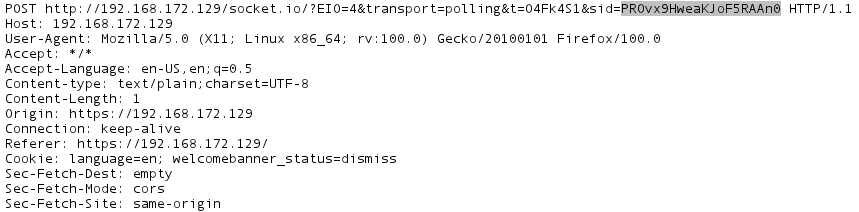 POST http://192.168.172.129/socket.io/?EIO=4&transport=polling&t=O4Fk4S1&sid=PROvx9HweaKJoF5RAAn0 HTTP/1.1
Host: 192.168.172.129
User-Agent: Mozilla/5.0 (X11; Linux x86_64; rv:100.0) Gecko/20100101 Firefox/100.0
Accept: */*
Accept-Language: en-US,en;q=0.5
Content-type: text/plain;charset=UTF-8
Content-Length: 1
Origin: https://192.168.172.129
Connection: keep-alive
Referer: https://192.168.172.129/
Cookie: language=en; welcomebanner_status=dismiss
Sec-Fetch-Dest: empty
Sec-Fetch-Mode: cors
Sec-Fetch-Site: same-origin